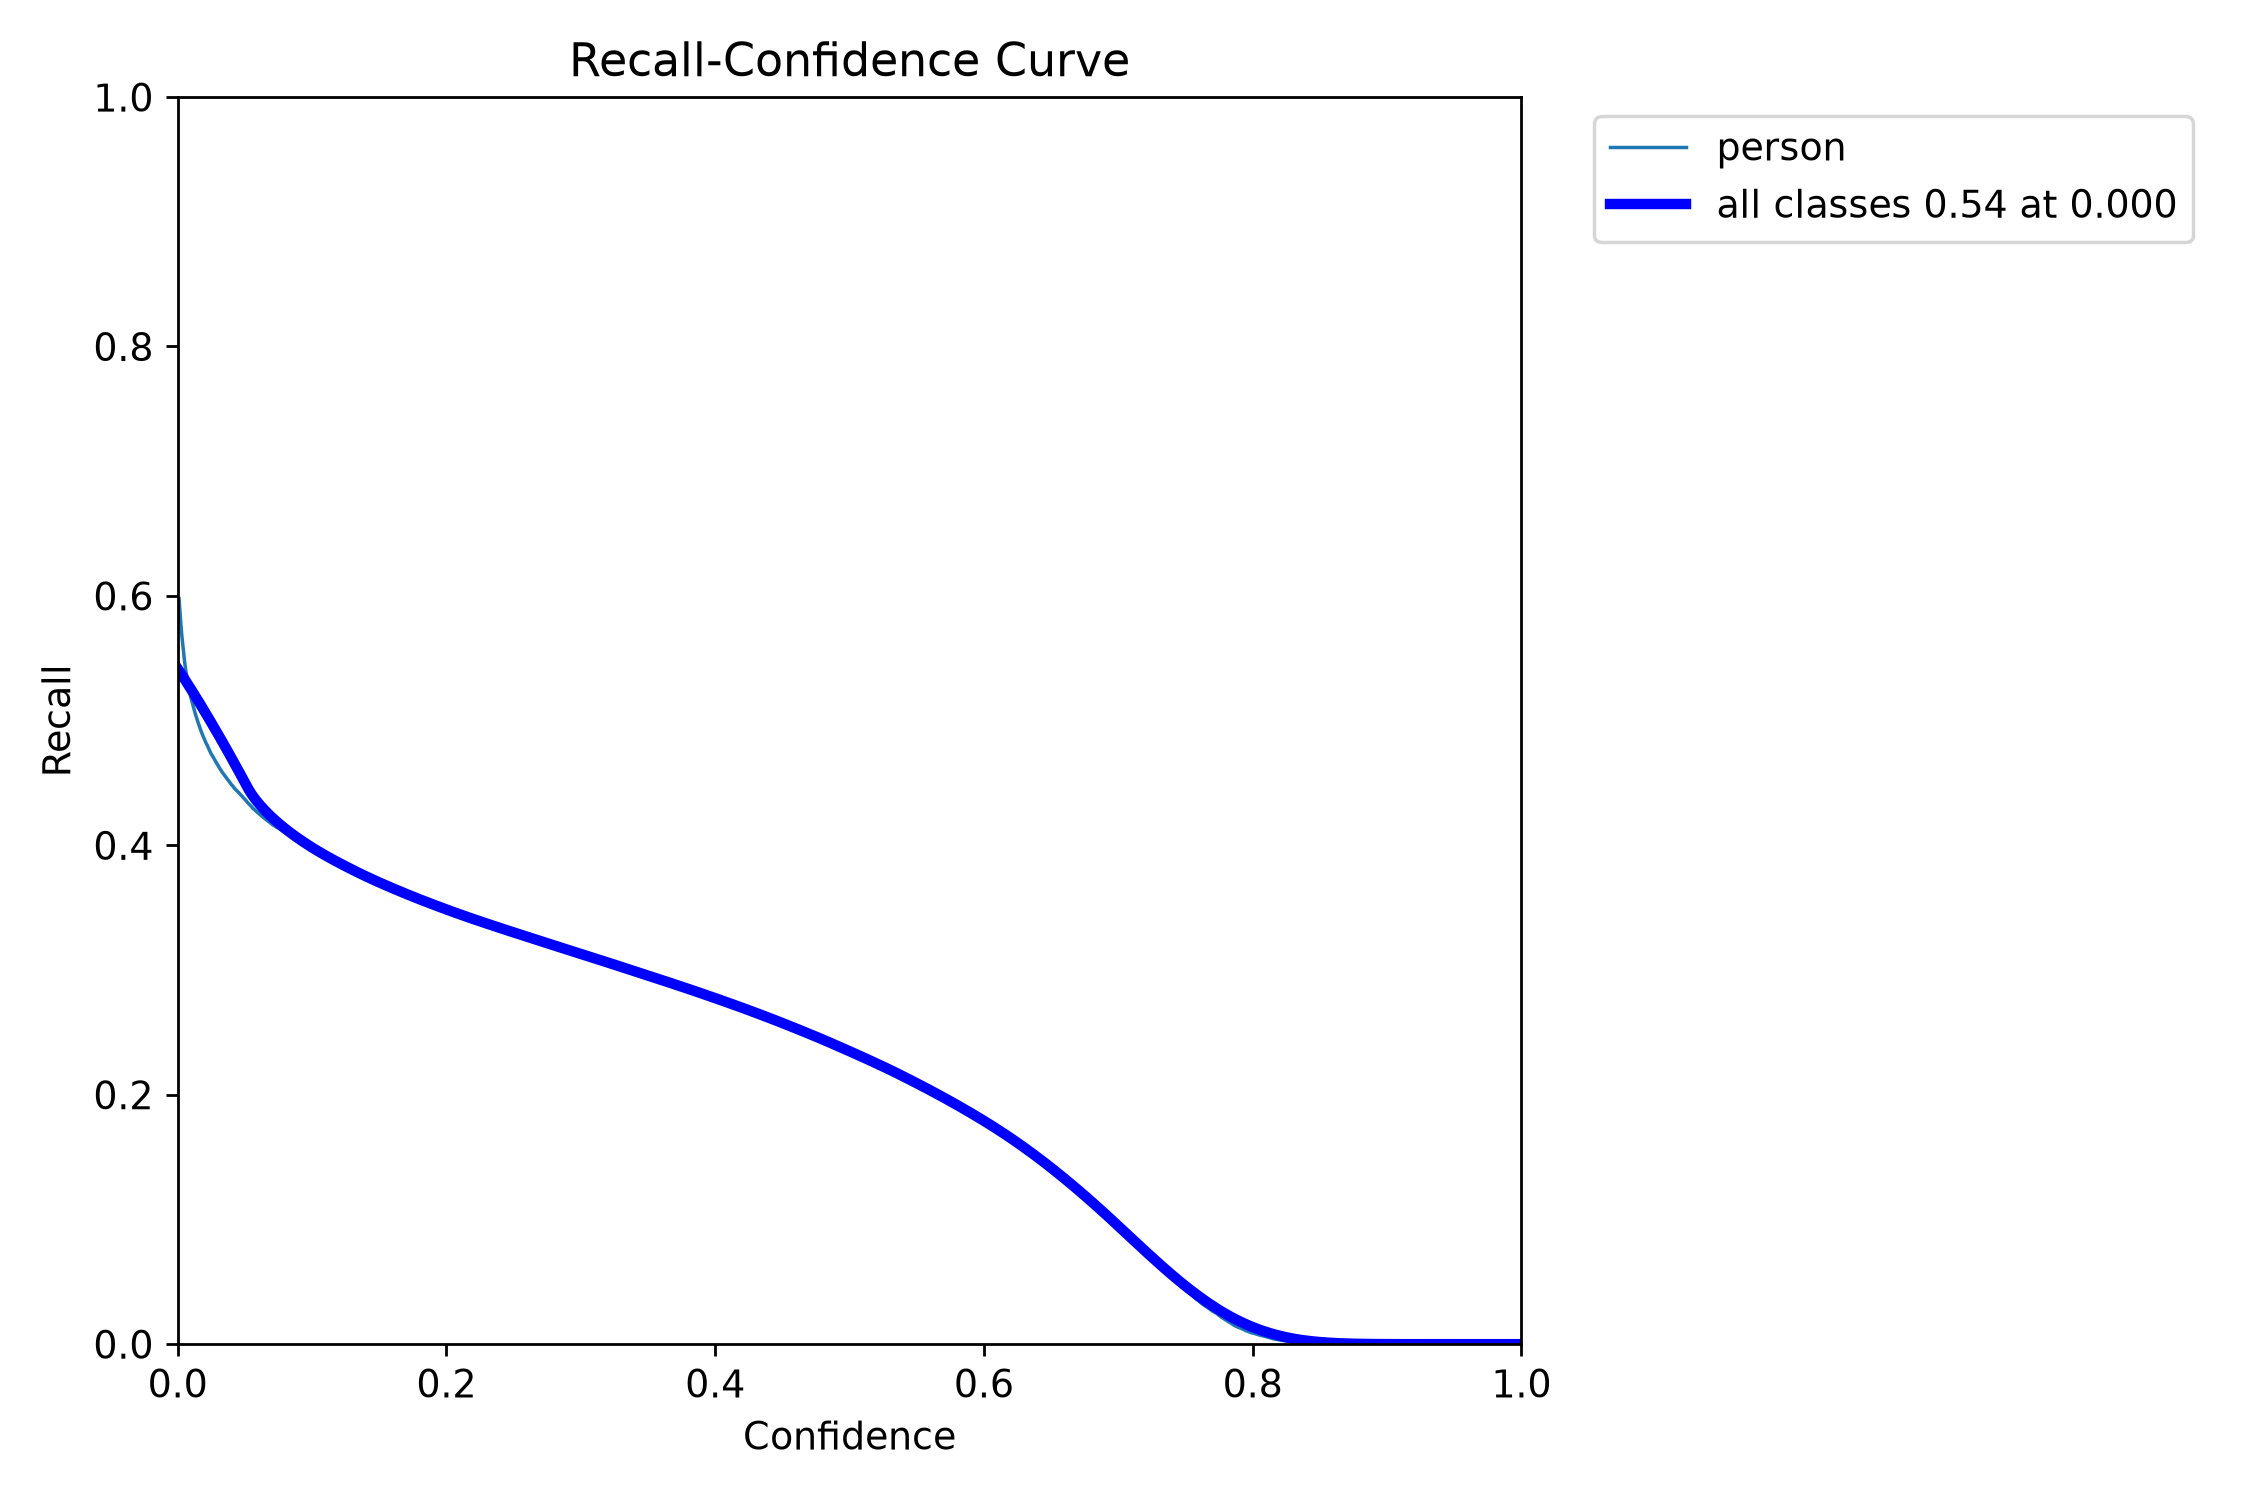 Recall-Confidence Curve
1.0
0.8
0.6
0.4
0.2
0.0
Recall
0.0 0.2 0.4 0.6 0.8 1.0
Confidence
person
all classes 0.54 at 0.000